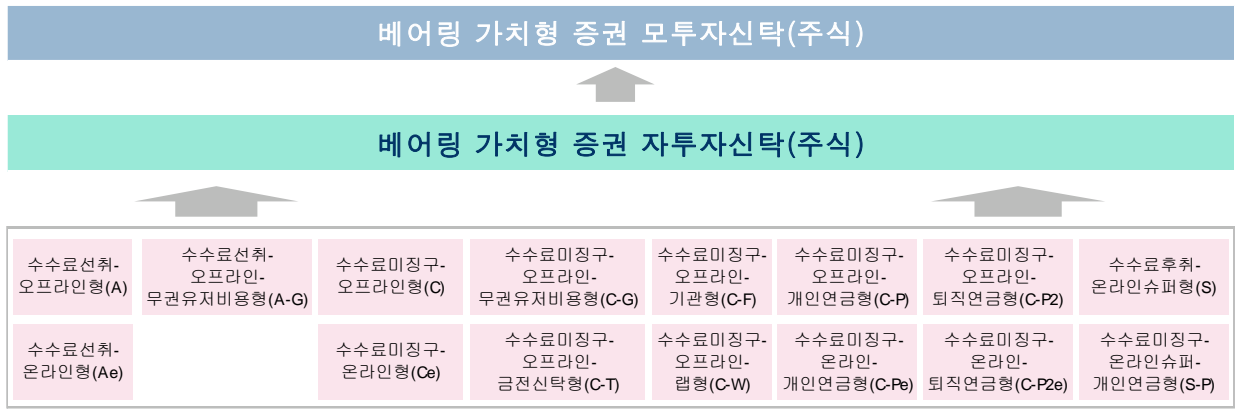 베어링 가치형 증권 모투자신탁(주식)
베어링 가치형 증권 자투자신탁(주식)
수수료선취-
오프라인형(A)
수수료선취-
오프라인-
무권유저비용형(A-G)
수수료미징구-
오프라인형(C)
수수료미징구-
오프라인-
무권유저비용형(C-G)
수수료미징구-
오프라인-
기관형(C-F)
수수료미징구-
오프라인-
개인연금형(C-P)
수수료미징구-
오프라인-
퇴직연금형(C-P2)
수수료후취-
온라인슈퍼형(S)
수수료선취-
온라인형(Ae)
수수료미징구-
온라인형(Ce)
수수료미징구-
오프라인-
금전신탁형(C-T)
수수료미징구-
오프라인-
랩형(C-W)
수수료미징구-
온라인-
개인연금형(C-Pe)
수수료미징구-
온라인-
퇴직연금형(C-P2e)
수수료미징구-
온라인슈퍼-
개인연금형(S-P)